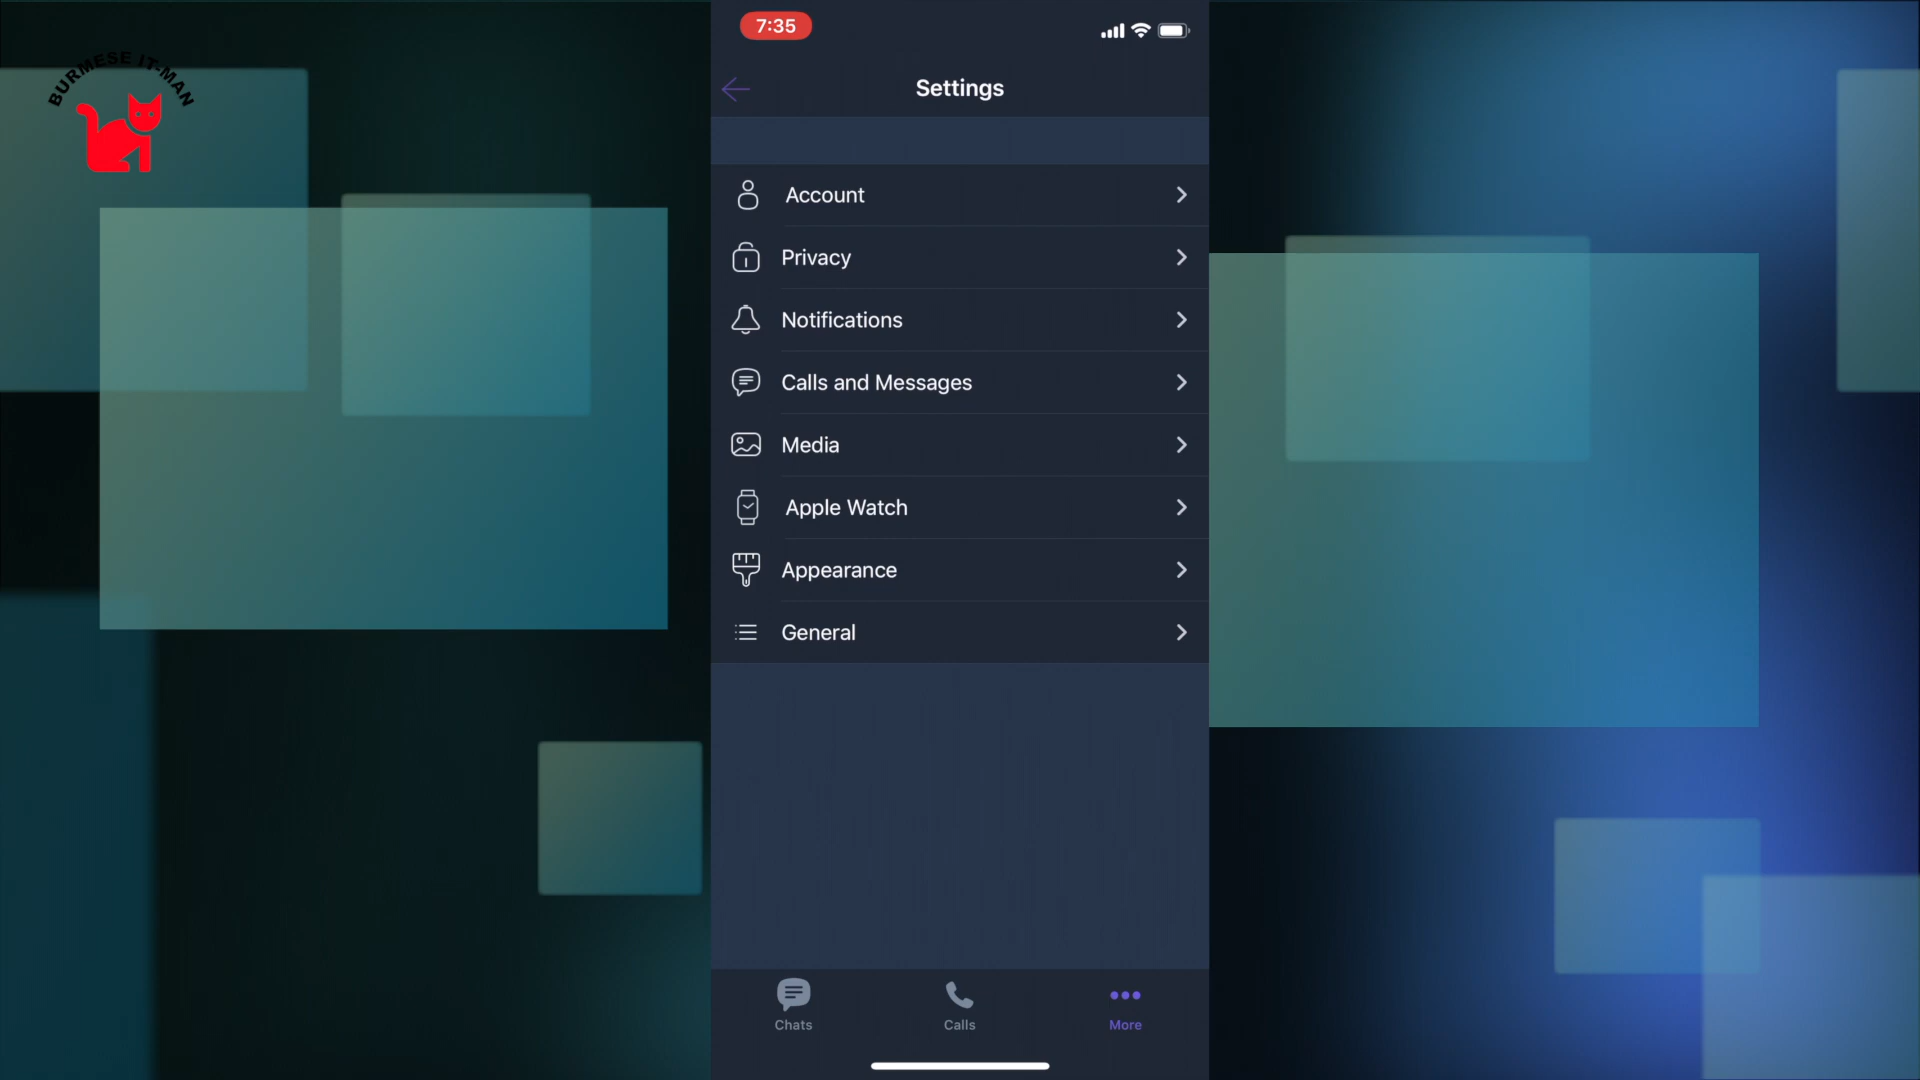 BURMESE IT-MAN
7:35
Settings
Account
Privacy
Notifications
Calls and Messages
Media
Apple Watch
Appearance
General
Chats
Calls
More